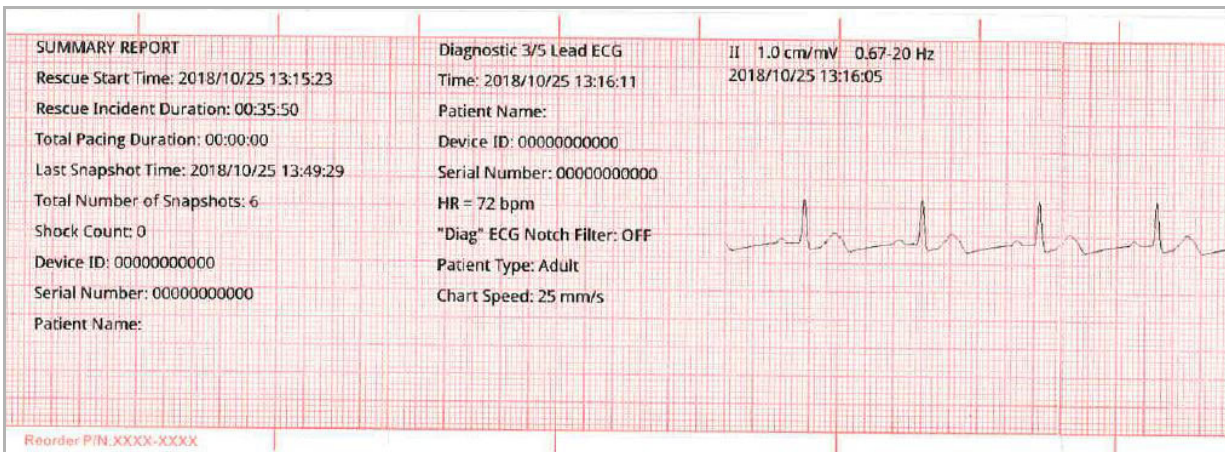 SUMMARY REPORT
Rescue Start Time: 2018/10/25 13:15:23
Rescue Incident Duration: 00:35:50
Total Pacing Duration: 00:00:00
Last Snapshot Time: 2018/10/25 13:49:29
Total Number of Snapshots: 6
Shock Count: 0
Device ID: 00000000000
Serial Number: 00000000000
Patient Name:
Diagnostic 3/5 Lead ECG
Time: 2018/10/25 13:16:11
Patient Name:
Device ID: 00000000000
Serial Number: 00000000000
HR = 72 bpm
"Diag" ECG Notch Filter: OFF
Patient Type: Adult
Chart Speed: 25 mm/s
II 1.0 cm/mV 0.67-20 Hz
2018/10/25 13:16:05
Reorder P/N.XXXX-XXXX